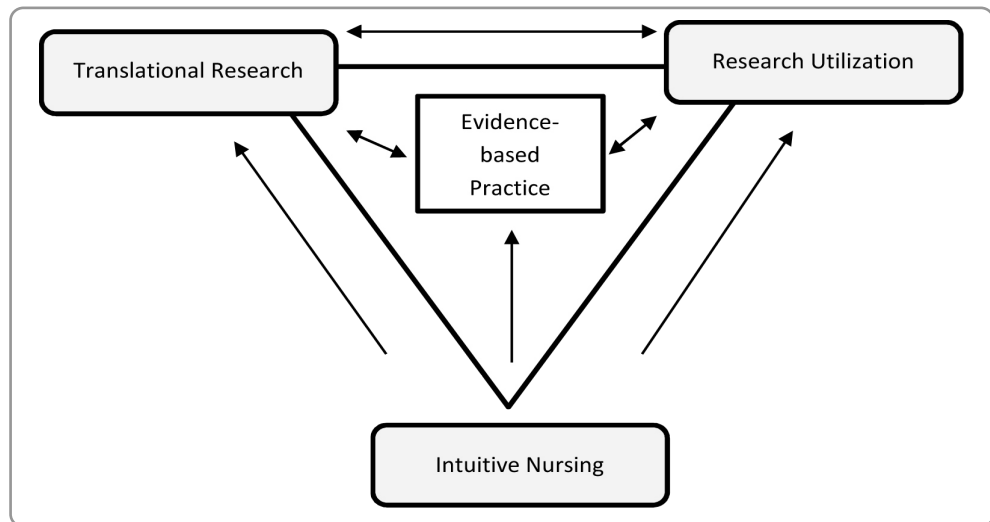 Translational Research
Research Utilization
Evidence-
based
Practice
Intuitive Nursing